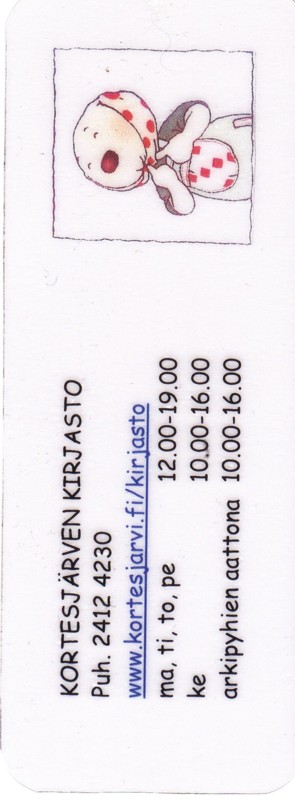 KORTESJÄRVEN KIRJASTO
Puh. 2412 4230
www.kortesjarvi.fi/kirjasto
ma, ti, to, pe 12.00-19.00
ke 10.00-16.00
arkipyhien aattona 10.00-16.00